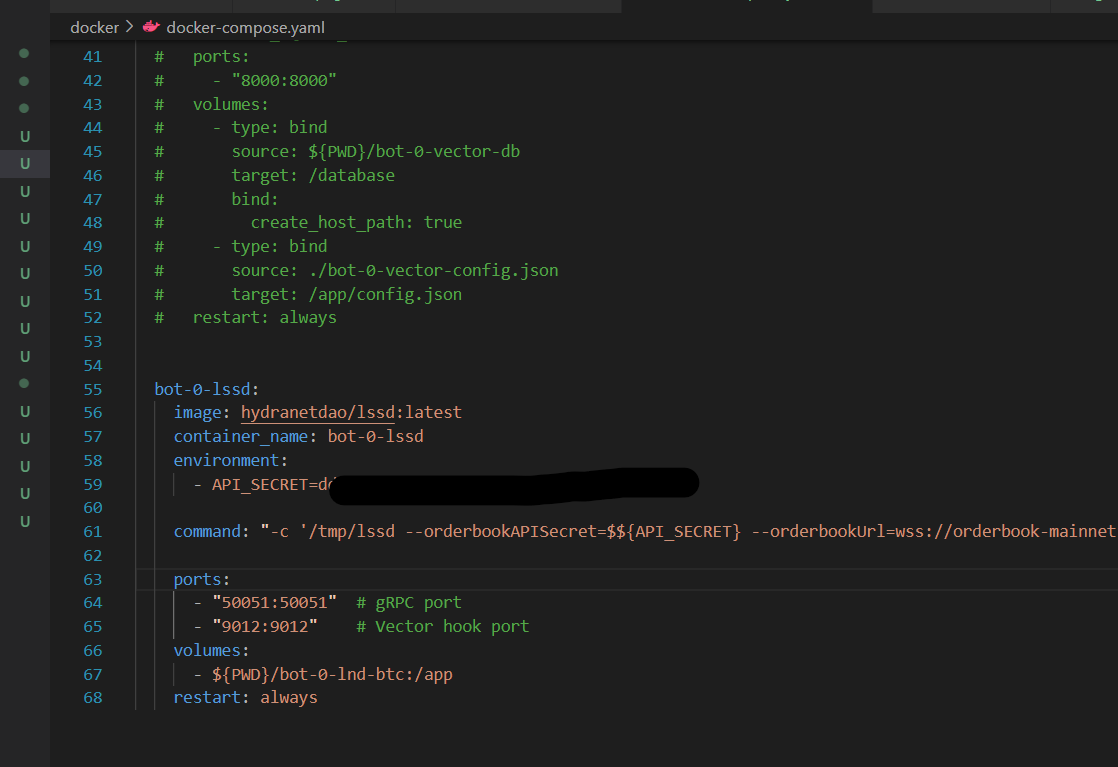 docker > docker-compose.yaml
41 # ports:
42 # - "8000:8000"
43 # volumes:
44 # - type: bind
45 # source: ${PWD}/bot-0-vector-db
46 # target: /database
47 # bind:
48 # create_host_path: true
49 # - type: bind
50 # source: ./bot-0-vector-config.json
51 # target: /app/config.json
52 # restart: always
53
54
55 bot-0-lssd:
56 image: hydranetdao/lssd:latest
57 container_name: bot-0-lssd
58 environment:
59 - API_SECRET=
60
61 command: "-c '/tmp/lssd --orderbookAPISecret=$${API_SECRET} --orderbookUrl=wss://orderbook-mainnet
62
63 ports:
64 - "50051:50051" # gRPC port
65 - "9012:9012" # Vector hook port
66 volumes:
67 - ${PWD}/bot-0-lnd-btc:/app
68 restart: always
U
U
U
U
U
U
U
U
U
U
U
U
U
U